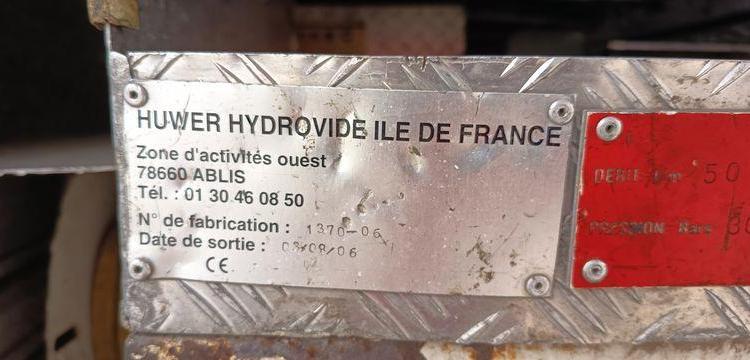 HUWER HYDROVIDE ILE DE FRANCE
Zone d'activités ouest
78660 ABLIS
Tél. : 01 30 46 08 50
N° de fabrication : 1370-06
Date de sortie : 08/08/06
CE
50
PRESSION Bars